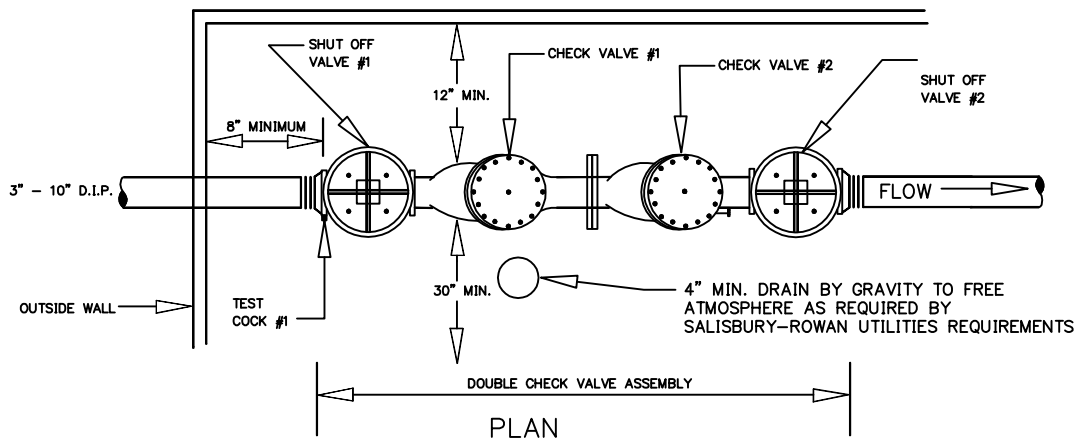 SHUT OFF
VALVE #1
CHECK VALVE #1
CHECK VALVE #2
SHUT OFF
VALVE #2
12" MIN.
8" MINIMUM
3" - 10" D.I.P.
FLOW
30" MIN.
OUTSIDE WALL
TEST
COCK #1
4" MIN. DRAIN BY GRAVITY TO FREE
ATMOSPHERE AS REQUIRED BY
SALISBURY-ROWAN UTILITIES REQUIREMENTS
DOUBLE CHECK VALVE ASSEMBLY
PLAN